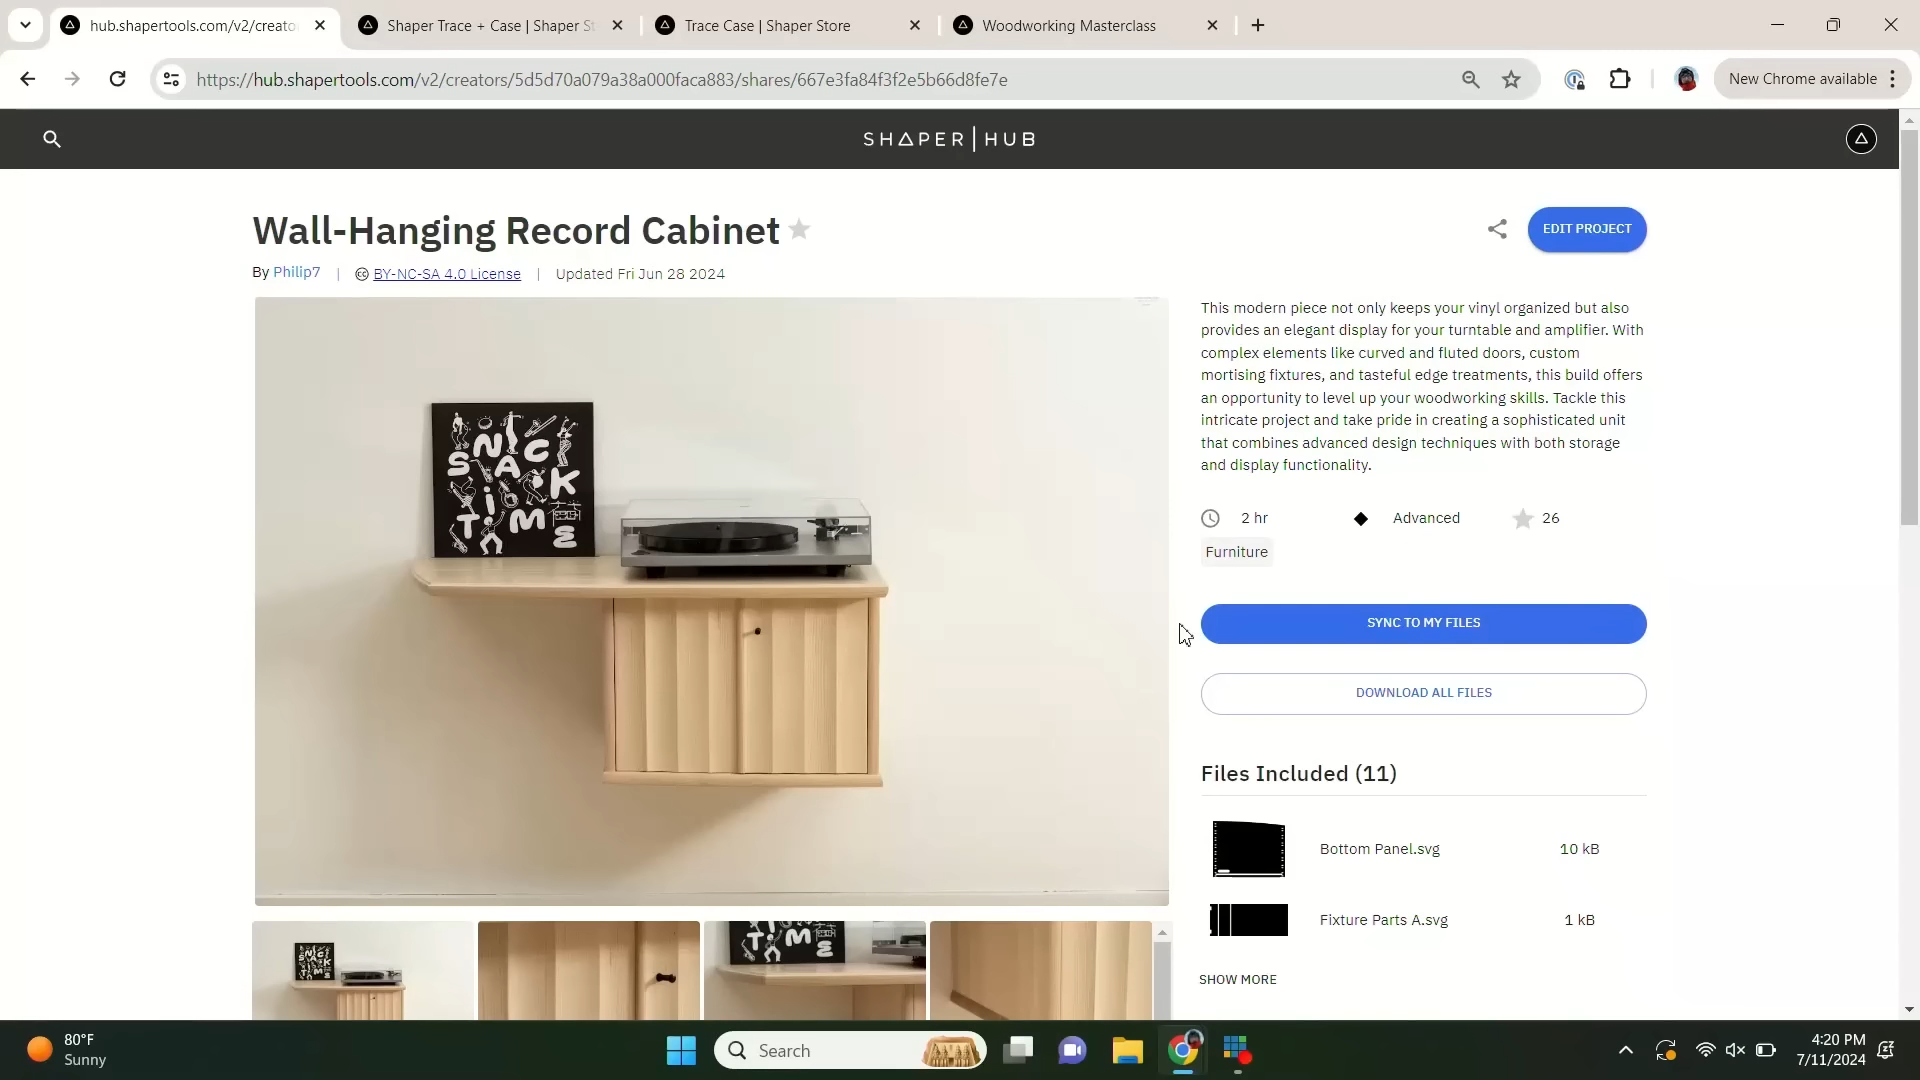 hub.shapertools.com/v2/creato
Shaper Trace + Case | Shaper St
Trace Case | Shaper Store
Woodworking Masterclass
https://hub.shapertools.com/v2/creators/5d5d70a079a38a000faca883/shares/667e3fa84f3f2e5b66d8fe7e
New Chrome available
SHAPER | HUB
Wall-Hanging Record Cabinet
EDIT PROJECT
By Philip7 | BY-NC-SA 4.0 License | Updated Fri Jun 28 2024
This modern piece not only keeps your vinyl organized but also
provides an elegant display for your turntable and amplifier. With
complex elements like curved and fluted doors, custom
mortising fixtures, and tasteful edge treatments, this build offers
an opportunity to level up your woodworking skills. Tackle this
intricate project and take pride in creating a sophisticated unit
that combines advanced design techniques with both storage
and display functionality.
SNACK
TiME
2 hr
Advanced
26
Furniture
SYNC TO MY FILES
DOWNLOAD ALL FILES
Files Included (11)
Bottom Panel.svg 10 kB
Fixture Parts A.svg 1 kB
SHOW MORE
80°F
Sunny
Search
4:20 PM
7/11/2024